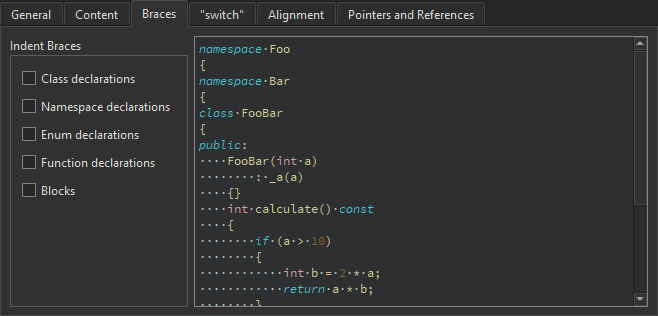 General Content Braces "switch" Alignment Pointers and References
Indent Braces
Class declarations
Namespace declarations
Enum declarations
Function declarations
Blocks
namespace·Foo
{
namespace·Bar
{
class·FooBar
{
public:
····FooBar(int·a)
········:·_a(a)
····{}
····int·calculate()·const
····{
········if·(a·>·10)
········{
············int·b·=·2·*·a;
············return·a·*·b;
········}